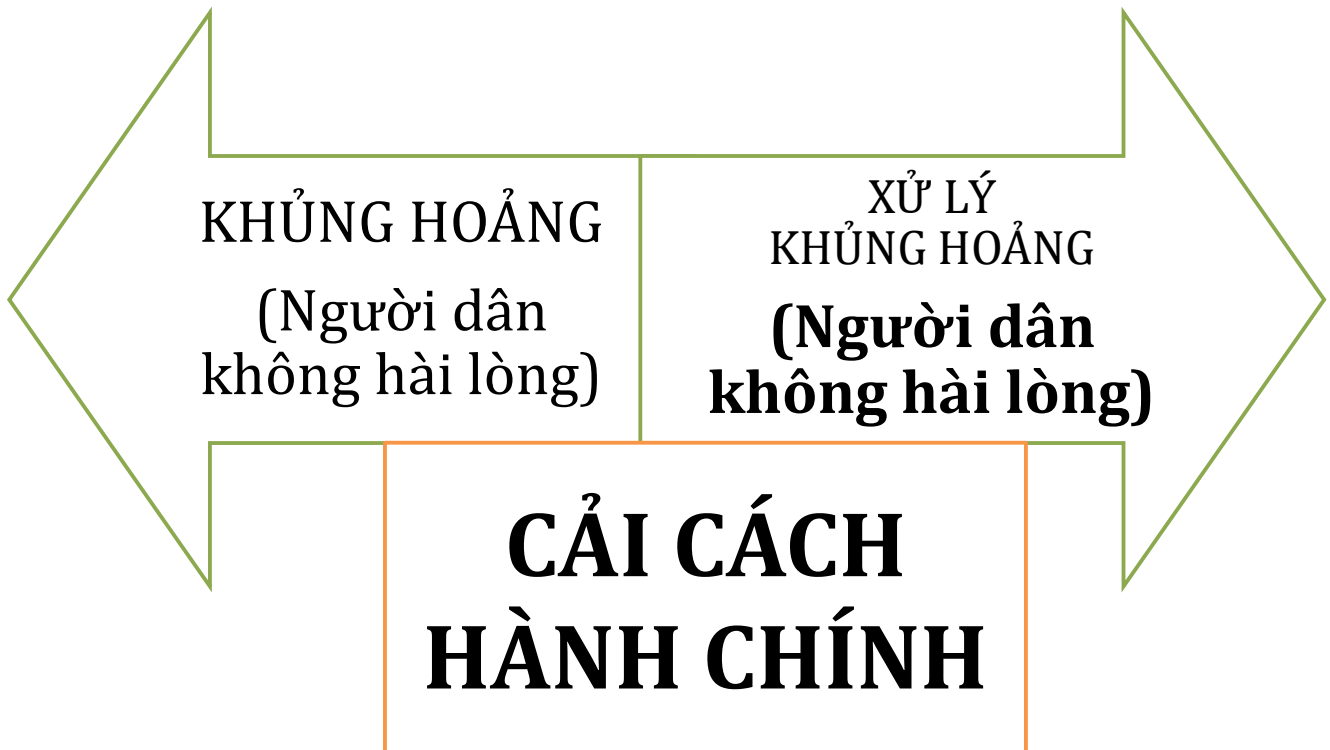 KHỦNG HOẢNG
(Người dân
không hài lòng)
XỬ LÝ
KHỦNG HOẢNG
(Người dân
không hài lòng)
CẢI CÁCH
HÀNH CHÍNH